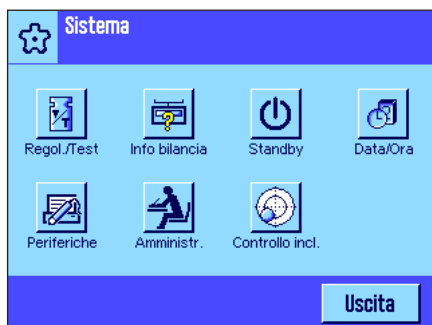 Sistema
Regol./Test
Info bilancia
Standby
Data/Ora
Periferiche
Amministr.
Controllo incl.
Uscita